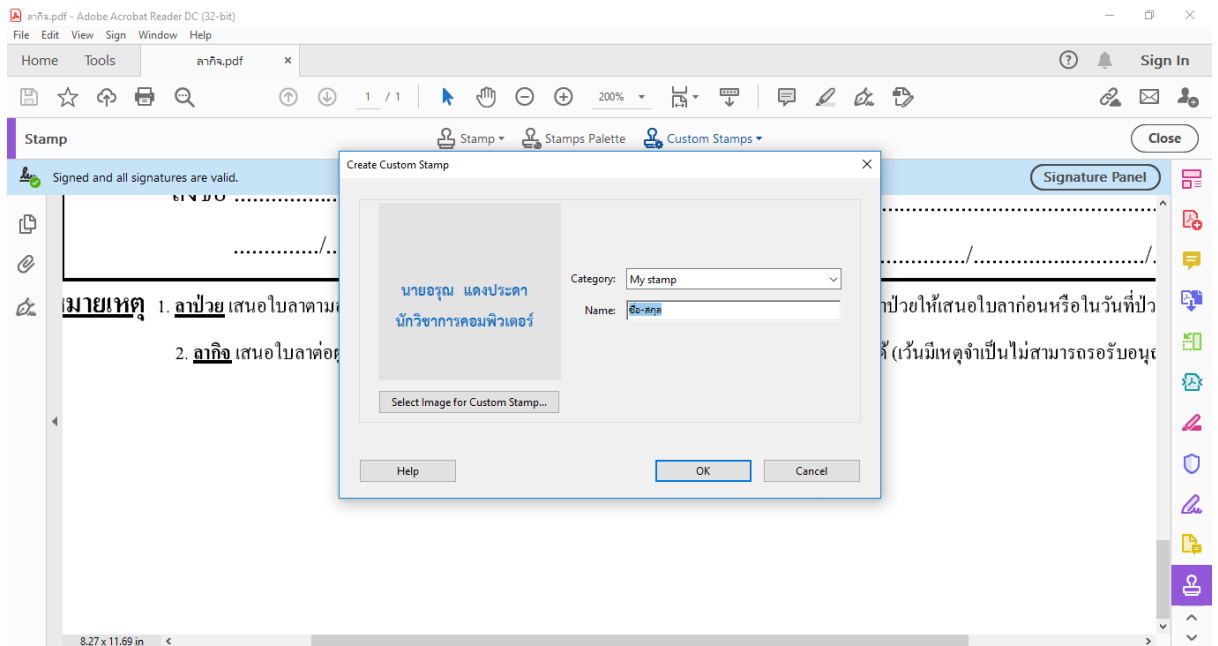 ลากิจ.pdf - Adobe Acrobat Reader DC (32-bit)
File Edit View Sign Window Help
Home Tools ลากิจ.pdf × Sign In
1 / 1 200%
Stamp Stamp Stamps Palette Custom Stamps Close
Signed and all signatures are valid. Signature Panel
Create Custom Stamp
นายอรุณ แดงประดา
นักวิชาการคอมพิวเตอร์
Category: My stamp
Name: ชื่อ-สกุล
Select Image for Custom Stamp...
Help OK Cancel
1. ลาป่วย เสนอใบลาตาม
าป่วยให้เสนอใบลาก่อนหรือในวันที่ป่ว
2. ลากิจ เสนอใบลาต่อ
(เว้นมีเหตุจำเป็นไม่สามารถรอรับอนุ
8.27 x 11.69 in